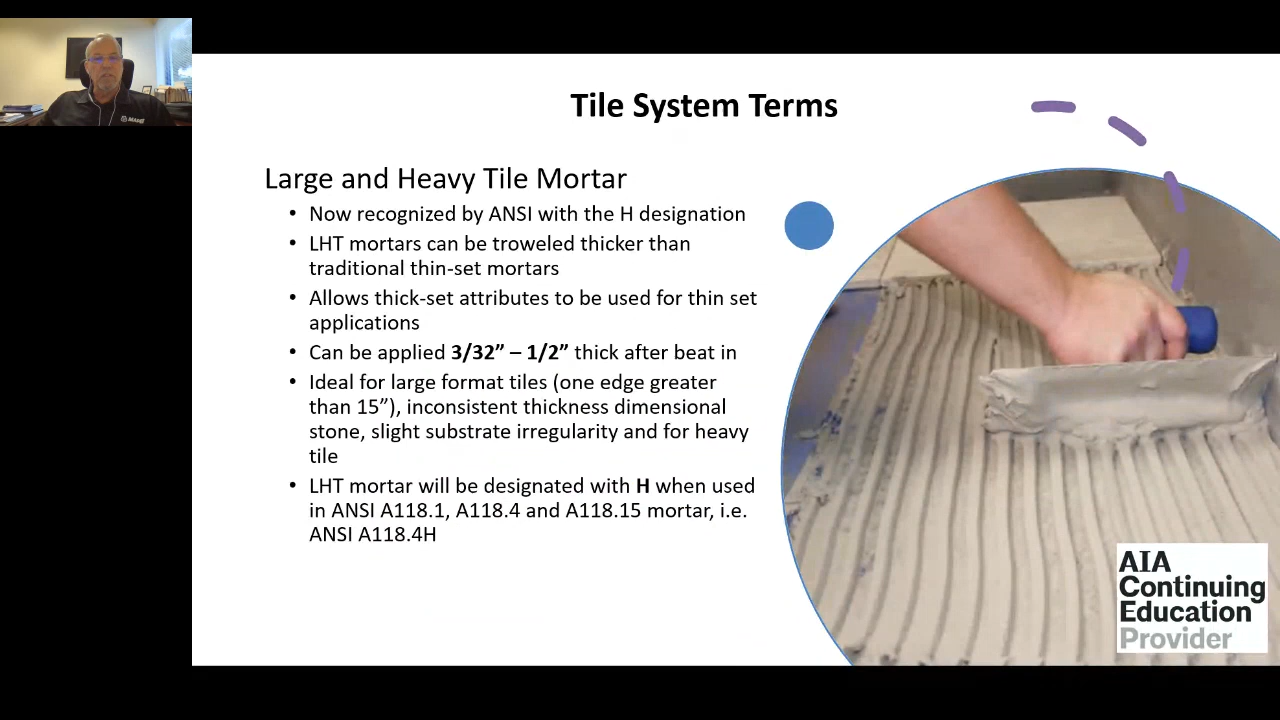 Tile System Terms
Large and Heavy Tile Mortar
• Now recognized by ANSI with the H designation
• LHT mortars can be troweled thicker than
traditional thin-set mortars
• Allows thick-set attributes to be used for thin set
applications
• Can be applied 3/32” – 1/2” thick after beat in
• Ideal for large format tiles (one edge greater
than 15”), inconsistent thickness dimensional
stone, slight substrate irregularity and for heavy
tile
• LHT mortar will be designated with H when used
in ANSI A118.1, A118.4 and A118.15 mortar, i.e.
ANSI A118.4H
AIA
Continuing
Education
Provider